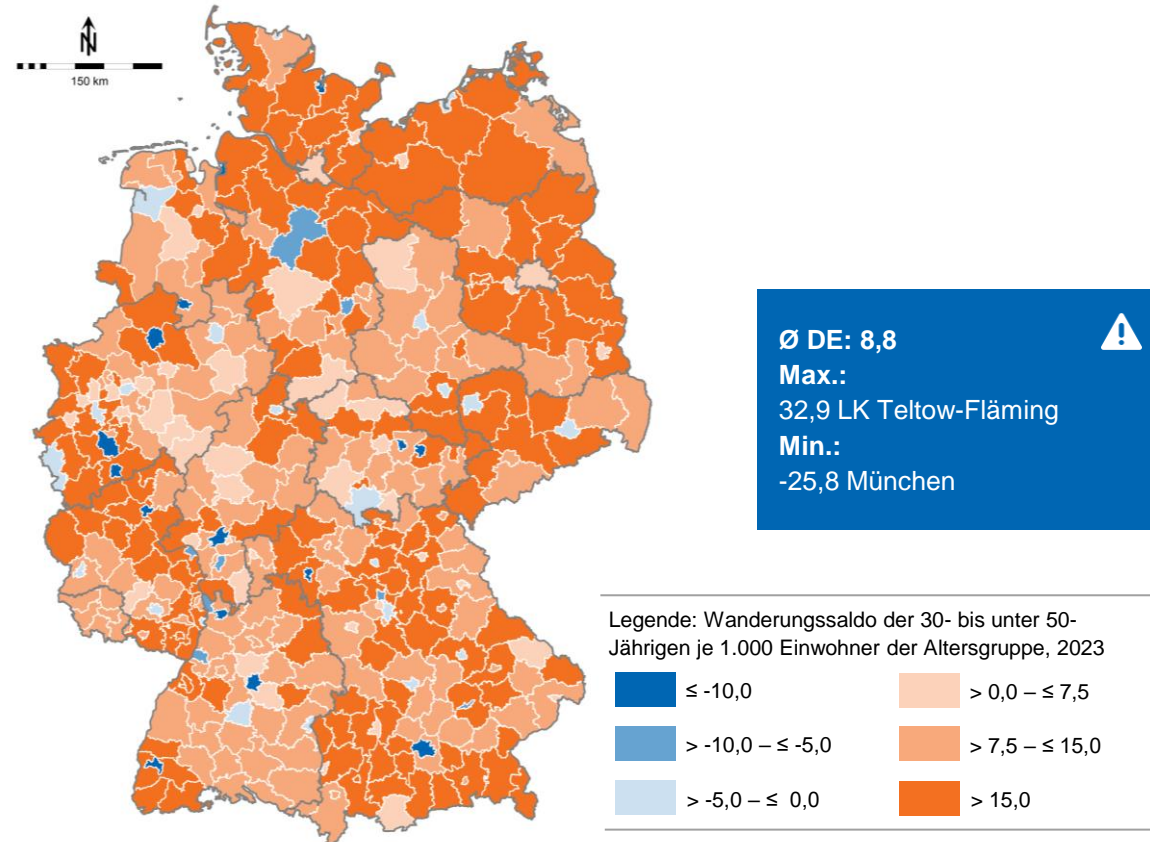 N
150 km
Ø DE: 8,8
Max.:
32,9 LK Teltow-Fläming
Min.:
-25,8 München
Legende: Wanderungssaldo der 30- bis unter 50-
Jährigen je 1.000 Einwohner der Altersgruppe, 2023
≤ -10,0
> 0,0 – ≤ 7,5
> -10,0 – ≤ -5,0
> 7,5 – ≤ 15,0
> -5,0 – ≤ 0,0
> 15,0